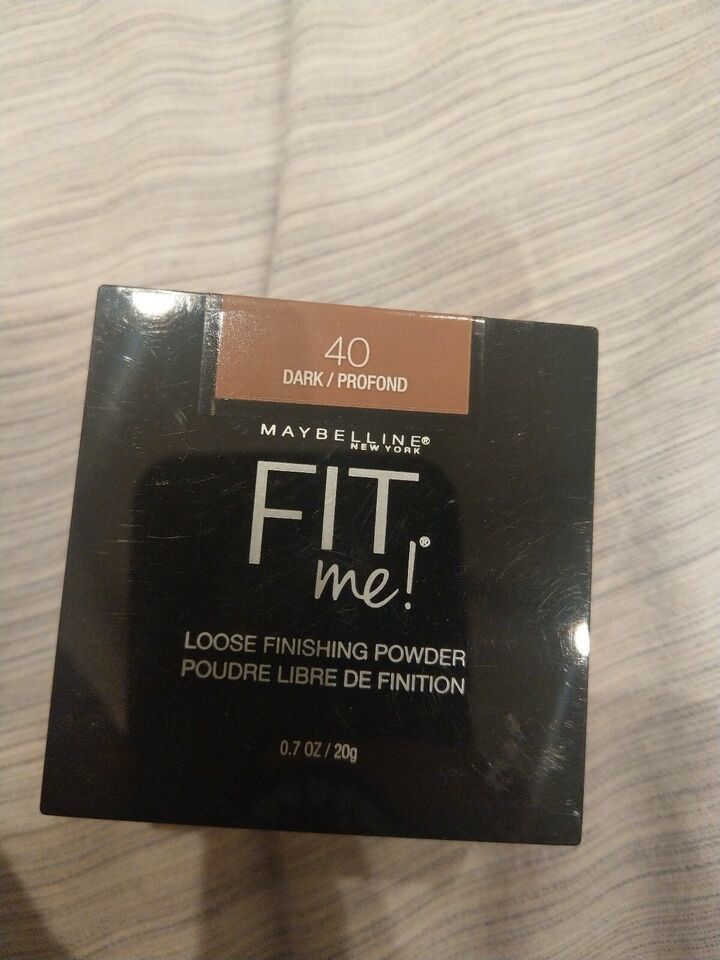 40
DARK / PROFOND
MAYBELLINE®
NEW YORK
FIT
me!®
LOOSE FINISHING POWDER
POUDRE LIBRE DE FINITION
0.7 OZ / 20g